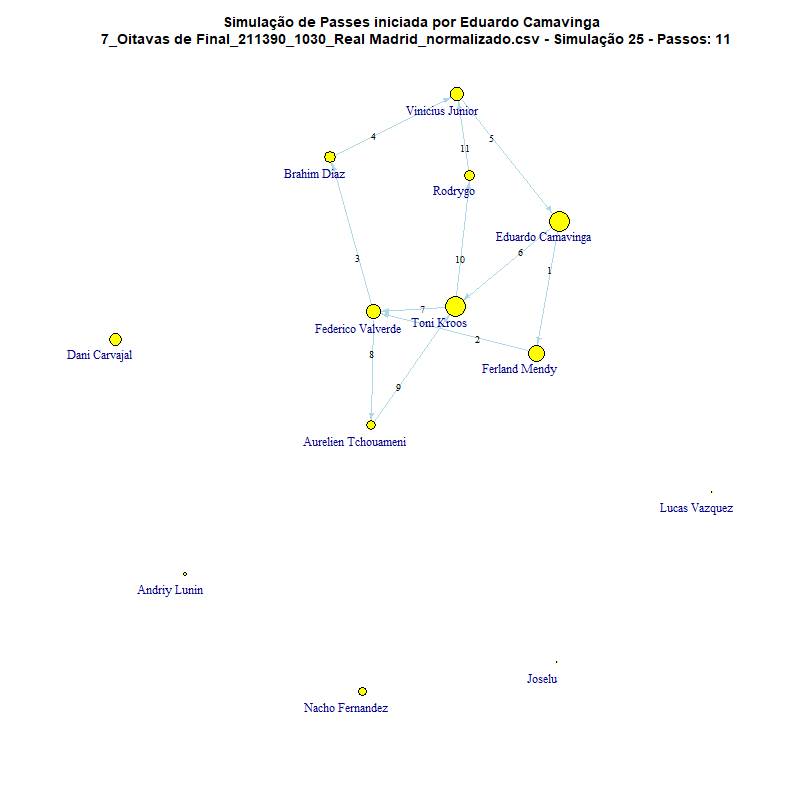 Simulação de Passes iniciada por Eduardo Camavinga
7_Oitavas de Final_211390_1030_Real Madrid_normalizado.csv - Simulação 25 - Passos: 11
Vinicius Junior
4
5
11
Brahim Diaz
Rodrygo
Eduardo Camavinga
6
3
10
1
7
Federico Valverde
Toni Kroos
2
Dani Carvajal
8
Ferland Mendy
9
Aurelien Tchouameni
Lucas Vazquez
Andriy Lunin
Joselu
Nacho Fernandez